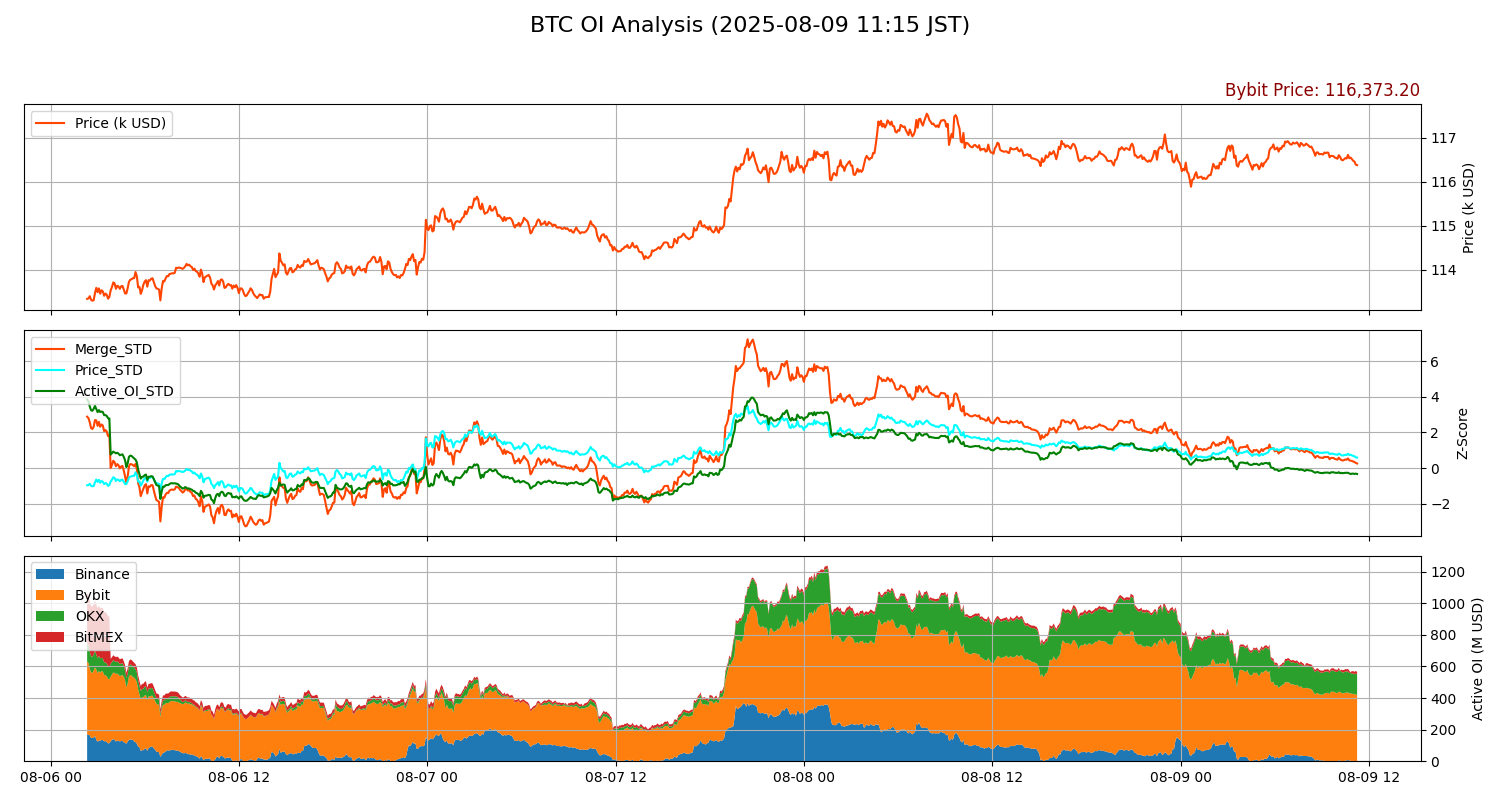 BTC OI Analysis (2025-08-09 11:15 JST)
Bybit Price: 116,373.20
Price (k USD)
117
116
115
114
Price (k USD)
Merge_STD
Price_STD
Active_OI_STD
6
4
2
0
−2
Z-Score
Binance
Bybit
OKX
BitMEX
1200
1000
800
600
400
200
0
Active OI (M USD)
08-06 00
08-06 12
08-07 00
08-07 12
08-08 00
08-08 12
08-09 00
08-09 12